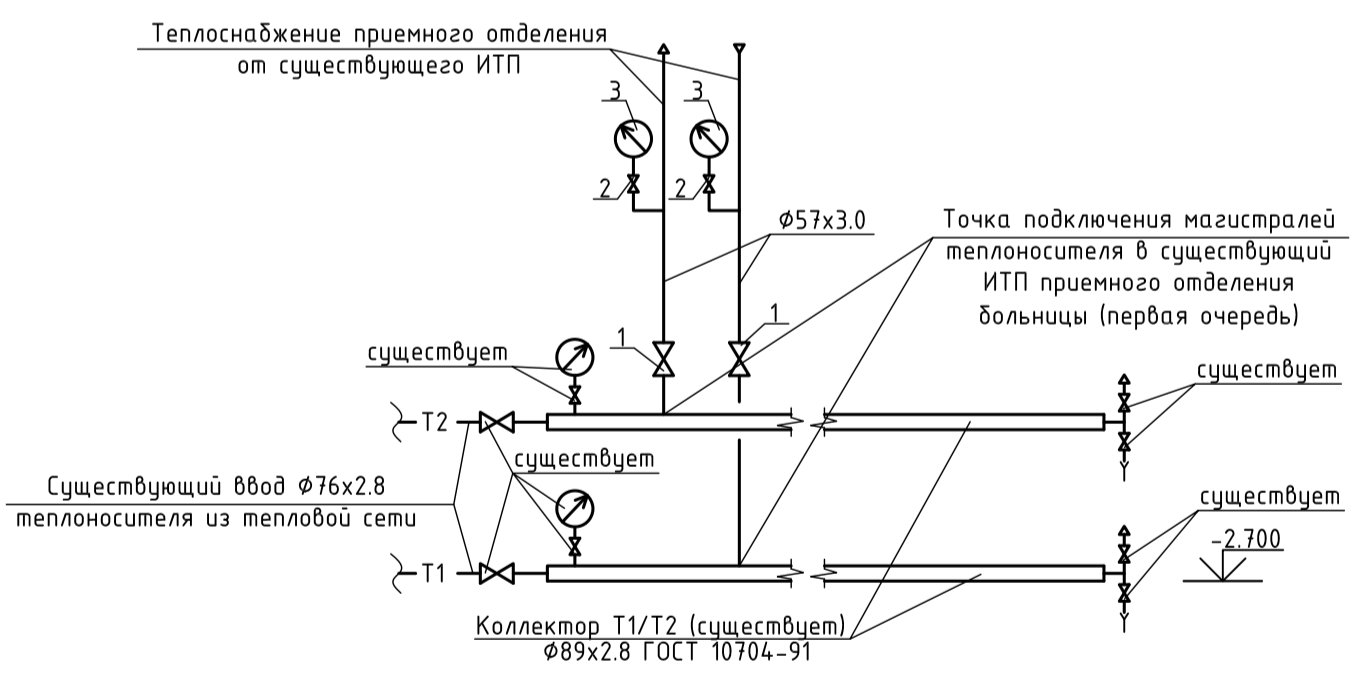 Теплоснабжение приемного отделения
от существующего ИТП
3
3
2
2
Ф57х3.0
Точка подключения магистралей
теплоносителя в существующий
ИТП приемного отделения
больницы (первая очередь)
1
1
существует
существует
Т2
существует
Существующий ввод Ф76х2.8
теплоносителя из тепловой сети
существует
-2.700
Т1
Коллектор Т1/Т2 (существует)
Ф89х2.8 ГОСТ 10704-91